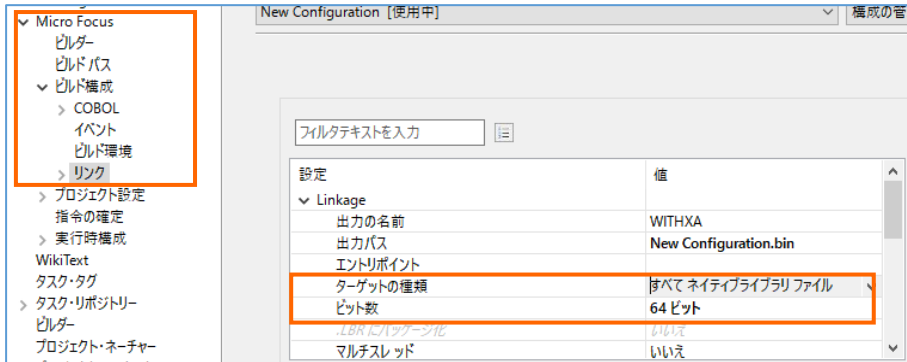 Micro Focus
ビルダー
ビルド パス
ビルド構成
COBOL
イベント
ビルド環境
リンク
プロジェクト設定
指令の確定
実行時構成
WikiText
タスク・タグ
タスク・リポジトリー
ビルダー
プロジェクト・ネーチャー
New Configuration [使用中]
構成の管
フィルタテキストを入力
設定 値
Linkage
出力の名前 WITHXA
出力パス New Configuration.bin
エントリポイント
ターゲットの種類 すべて ネイティブライブラリ ファイル
ビット数 64 ビット
.LBR にパッケージ化 いいえ
マルチスレッド いいえ